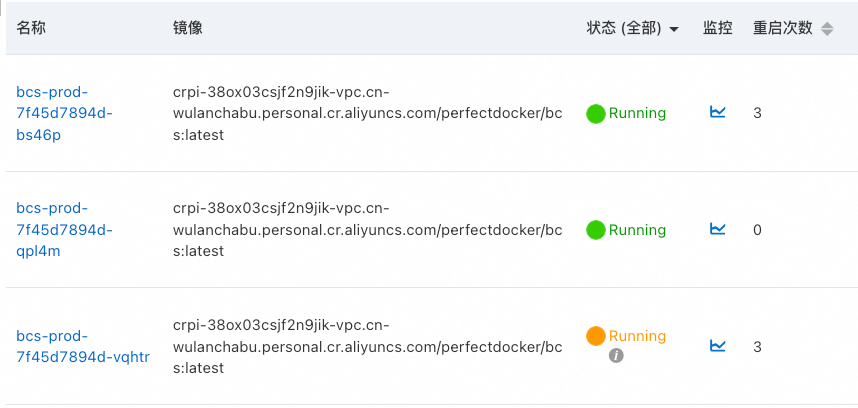 名称 镜像 状态 (全部) 监控 重启次数
bcs-prod-
7f45d7894d-
bs46p
crpi-38ox03csjf2n9jik-vpc.cn-
wulanchabu.personal.cr.aliyuncs.com/perfectdocker/bc
s:latest
Running
3
bcs-prod-
7f45d7894d-
qpl4m
crpi-38ox03csjf2n9jik-vpc.cn-
wulanchabu.personal.cr.aliyuncs.com/perfectdocker/bc
s:latest
Running
0
bcs-prod-
7f45d7894d-vqhtr
crpi-38ox03csjf2n9jik-vpc.cn-
wulanchabu.personal.cr.aliyuncs.com/perfectdocker/bc
s:latest
Running
3